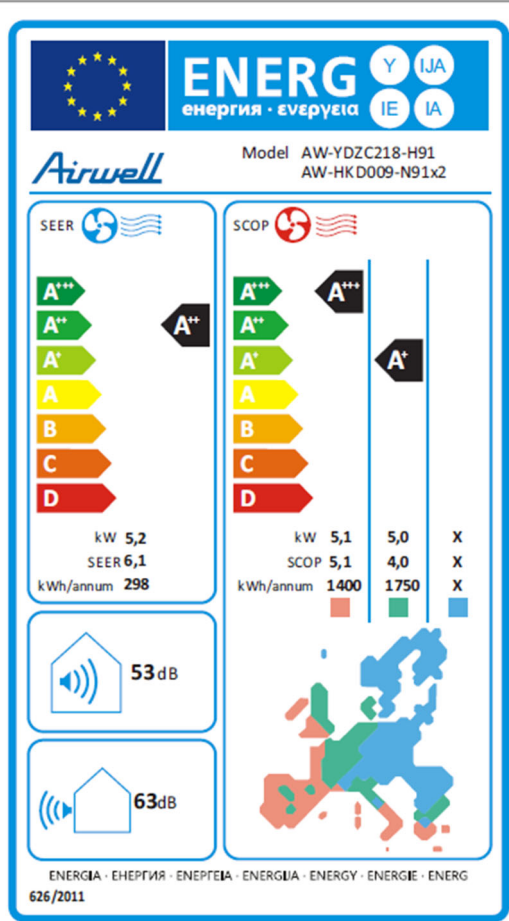 ENERG
енергия · ενεργεια
Y
IJA
IE
IA
Airwell
Model AW-YDZC218-H91
AW-HKD009-N91x2
SEER
A+++
A++
A+
A
B
C
D
A++
kW 5,2
SEER 6,1
kWh/annum 298
SCOP
A+++
A++
A+
A
B
C
D
A+++
A+
kW 5,1 5,0 X
SCOP 5,1 4,0 X
kWh/annum 1400 1750 X
53dB
63dB
ENERGIA · ЕНЕРГИЯ · ΕΝΕΡΓΕΙΑ · ENERGIJA · ENERGY · ENERGIE · ENERG
626/2011